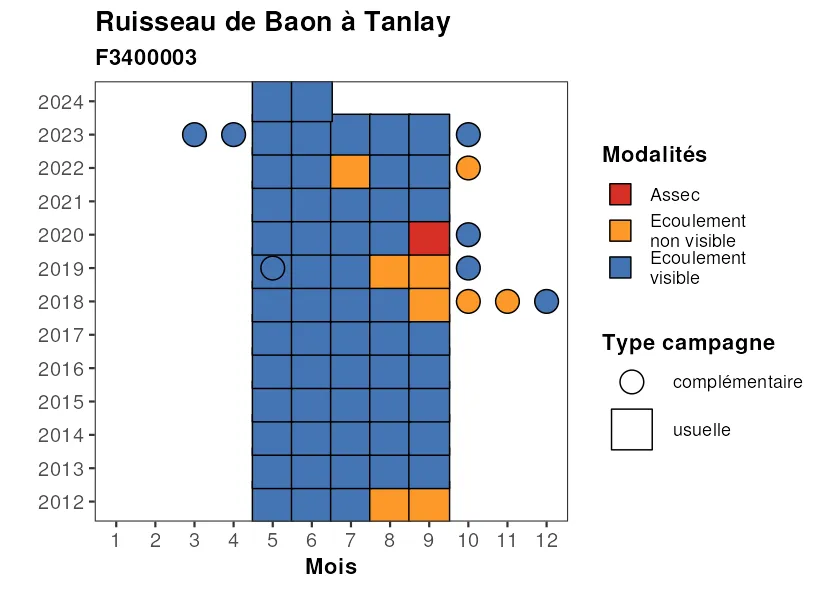 Ruisseau de Baon à Tanlay
F3400003
2024
2023
2022
2021
2020
2019
2018
2017
2016
2015
2014
2013
2012
1 2 3 4 5 6 7 8 9 10 11 12
Mois
Modalités
Assec
Ecoulement
non visible
Ecoulement
visible
Type campagne
complémentaire
usuelle